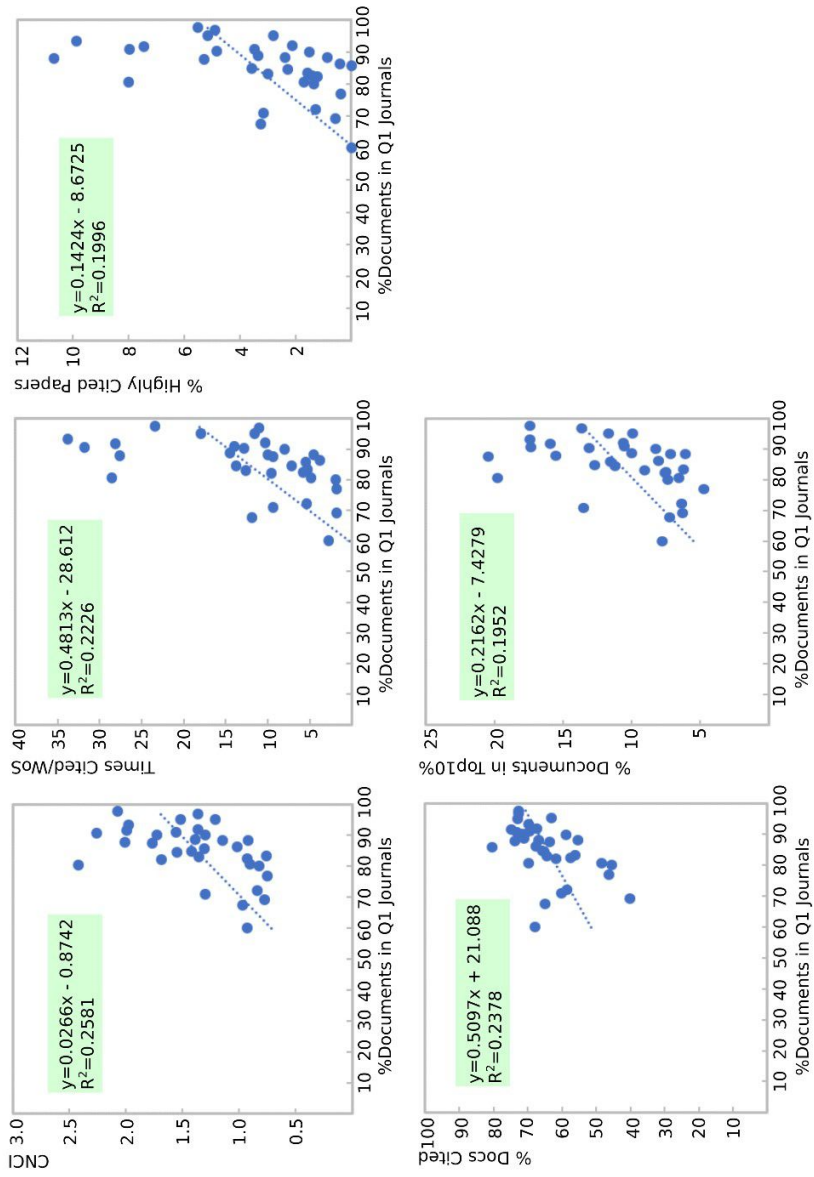 CNCI
3.0
2.5
2.0
1.5
1.0
0.5
y=0.0266x - 0.8742
R²=0.2581
10 20 30 40 50 60 70 80 90 100
%Documents in Q1 Journals
Times Cited/WoS
40
35
30
25
20
15
10
5
y=0.4813x - 28.612
R²=0.2226
10 20 30 40 50 60 70 80 90 100
%Documents in Q1 Journals
% Highly Cited Papers
12
10
8
6
4
2
y=0.1424x - 8.6725
R²=0.1996
10 20 30 40 50 60 70 80 90 100
%Documents in Q1 Journals
% Docs Cited
100
90
80
70
60
50
40
30
20
10
y=0.5097x + 21.088
R²=0.2378
10 20 30 40 50 60 70 80 90 100
%Documents in Q1 Journals
% Documents in Top10%
25
20
15
10
5
y=0.2162x - 7.4279
R²=0.1952
10 20 30 40 50 60 70 80 90 100
%Documents in Q1 Journals